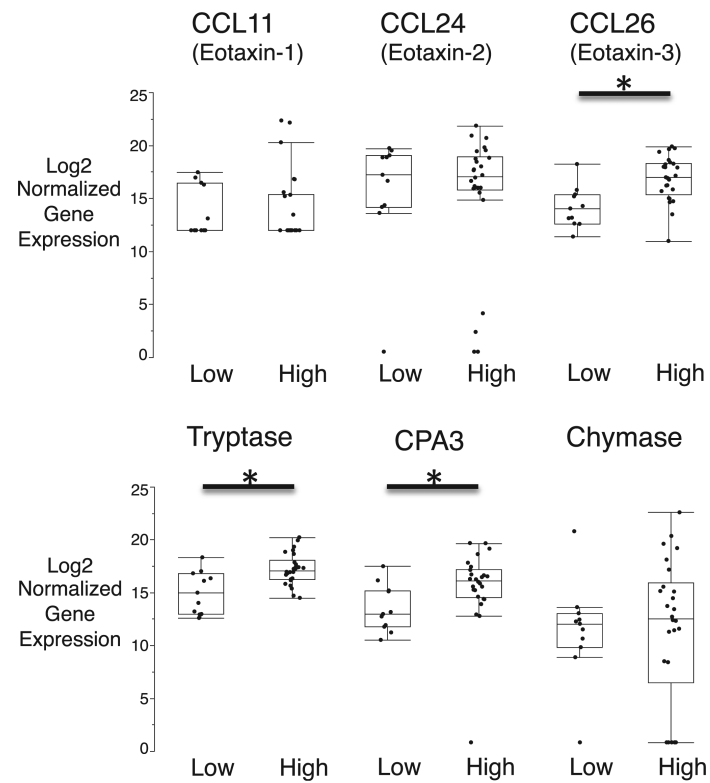 CCL11 CCL24 CCL26
(Eotaxin-1) (Eotaxin-2) (Eotaxin-3)
*
25
20
15
10
5
0
Log2
Normalized
Gene
Expression
Low High Low High Low High
Tryptase CPA3 Chymase
* *
25
20
15
10
5
0
Log2
Normalized
Gene
Expression
Low High Low High Low High